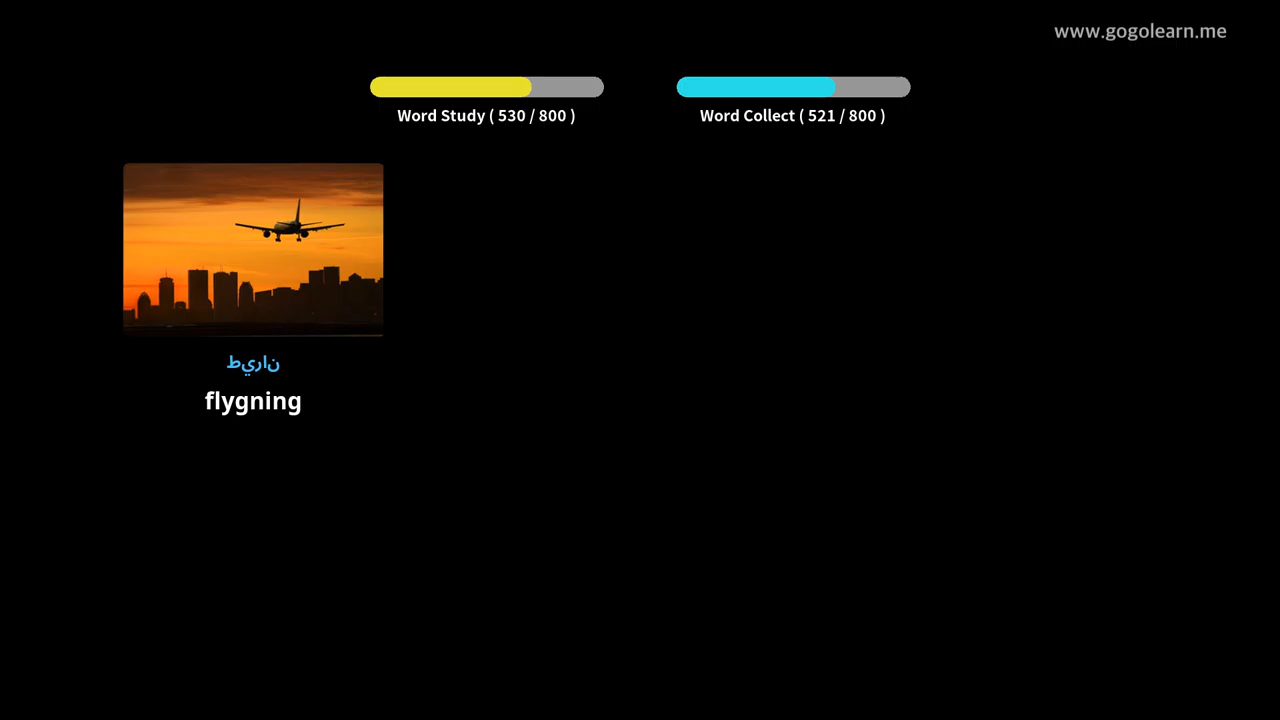 www.gogolearn.me
Word Study ( 530 / 800 )
Word Collect ( 521 / 800 )
طيران
flygning